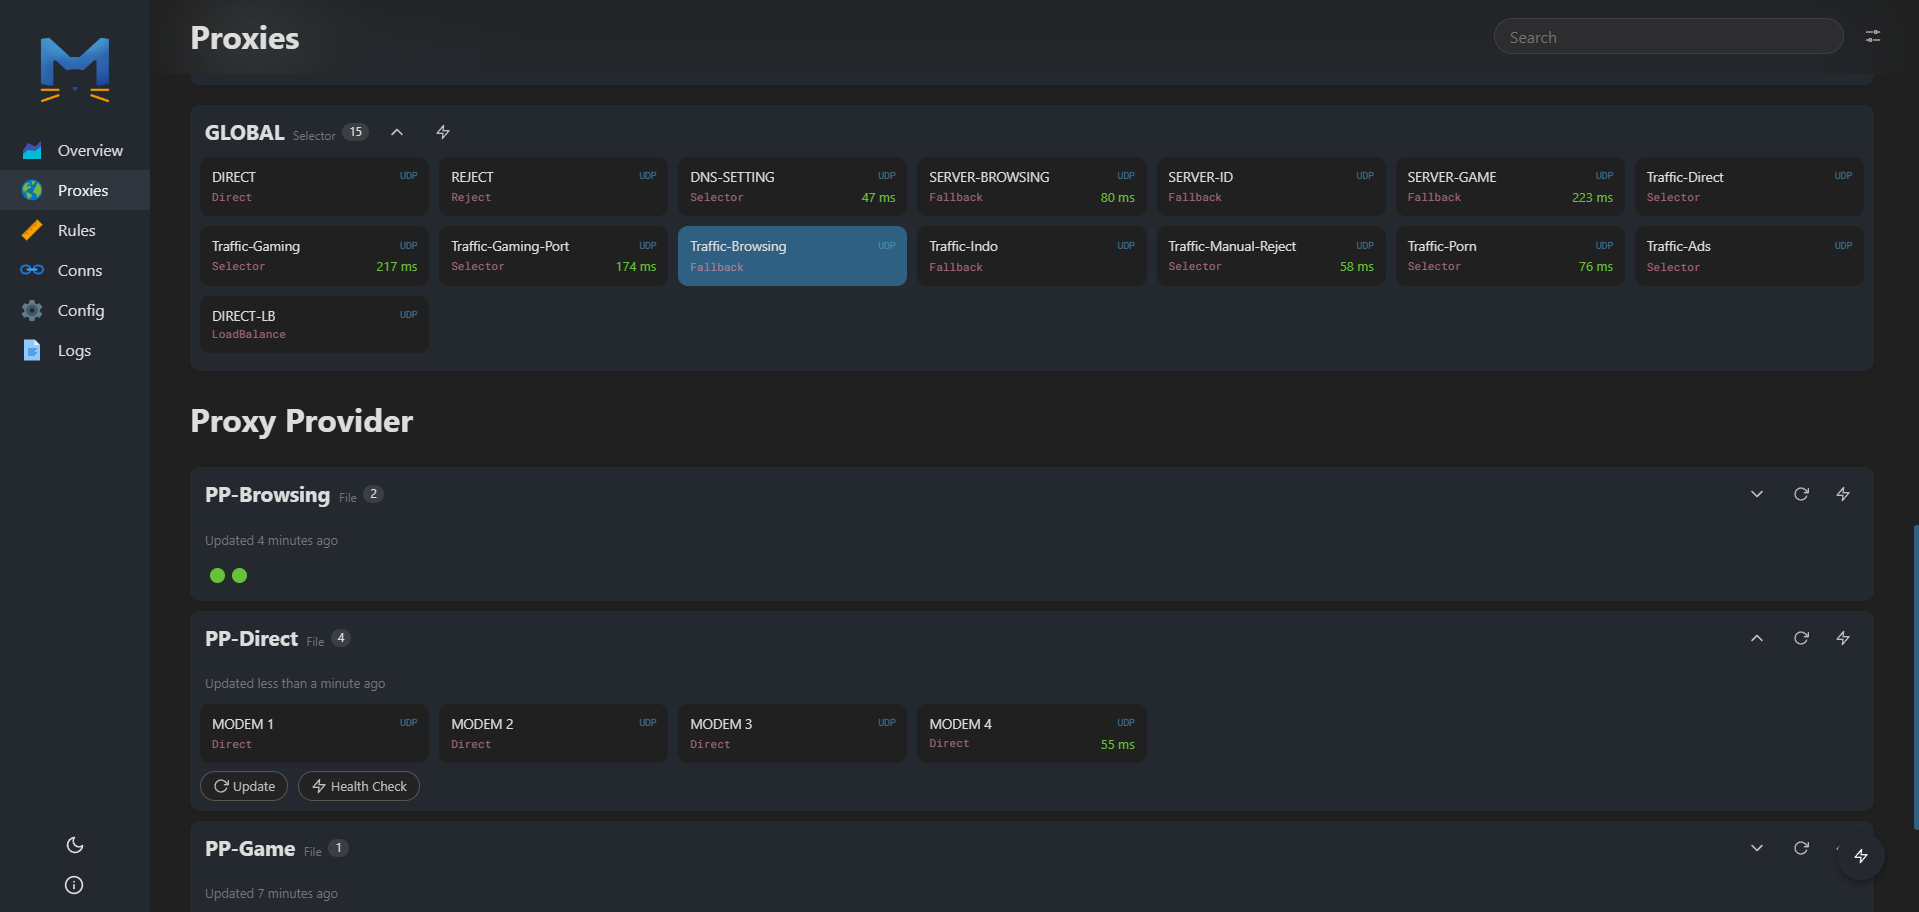 Proxies
Search
Overview
Proxies
Rules
Conns
Config
Logs
GLOBAL Selector 15
DIRECT UDP
Direct
REJECT UDP
Reject
DNS-SETTING UDP
Selector 47 ms
SERVER-BROWSING UDP
Fallback 80 ms
SERVER-ID UDP
Fallback
SERVER-GAME UDP
Fallback 223 ms
Traffic-Direct UDP
Selector
Traffic-Gaming UDP
Selector 217 ms
Traffic-Gaming-Port UDP
Selector 174 ms
Traffic-Browsing UDP
Fallback
Traffic-Indo UDP
Fallback
Traffic-Manual-Reject UDP
Selector 58 ms
Traffic-Porn UDP
Selector 76 ms
Traffic-Ads UDP
Selector
DIRECT-LB UDP
LoadBalance
Proxy Provider
PP-Browsing File 2
Updated 4 minutes ago
PP-Direct File 4
Updated less than a minute ago
MODEM 1 UDP
Direct
MODEM 2 UDP
Direct
MODEM 3 UDP
Direct
MODEM 4 UDP
Direct 55 ms
Update
Health Check
PP-Game File 1
Updated 7 minutes ago